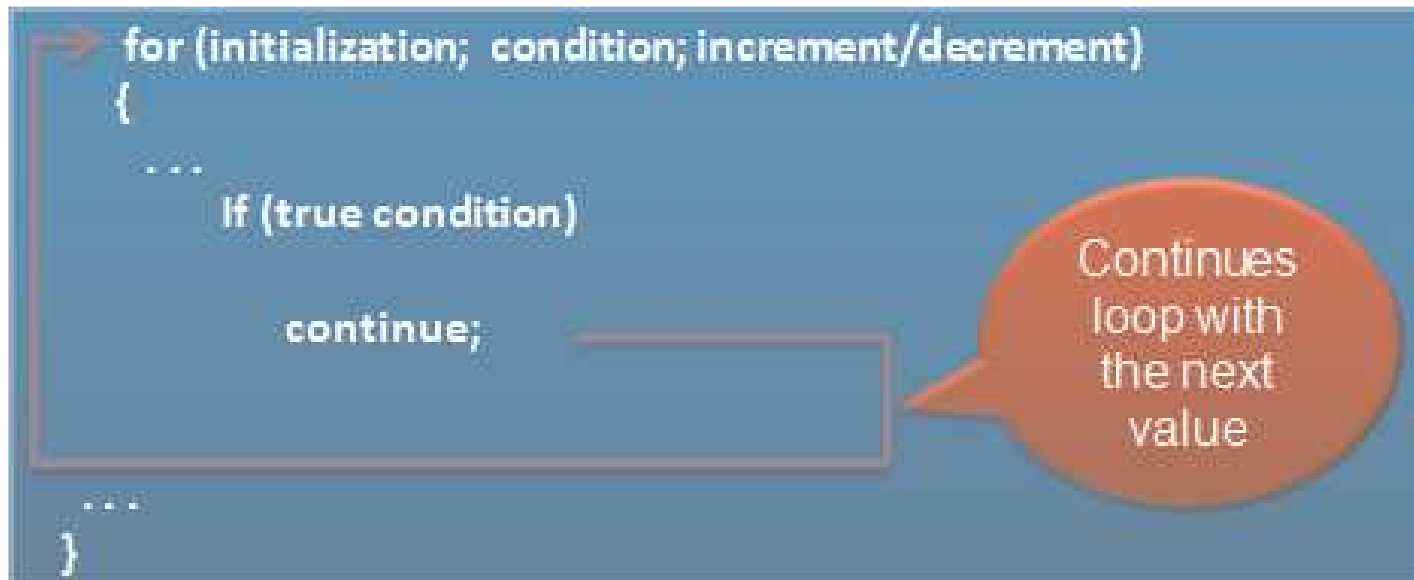 for (initialization; condition; increment/decrement)
{
...
If (true condition)
continue;
Continues
loop with
the next
value
...
}